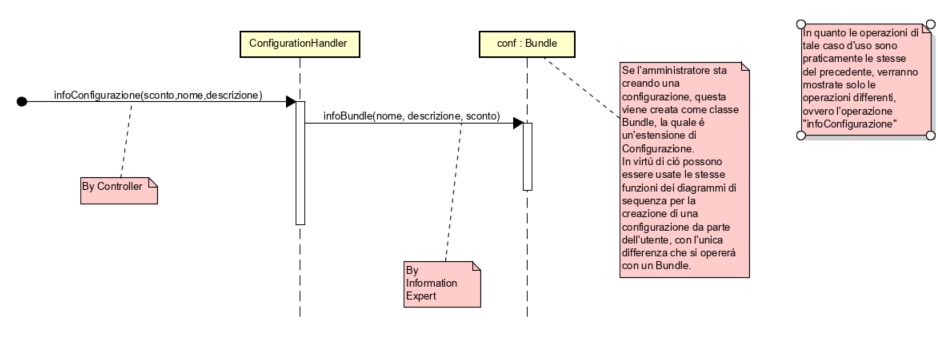 ConfigurationHandler
conf : Bundle
infoConfigurazione(sconto,nome,descrizione)
infoBundle(nome, descrizione, sconto)
By Controller
By
Information
Expert
Se l'amministratore sta
creando una
configurazione, questa
viene creata come classe
Bundle, la quale é
un'estensione di
Configurazione.
In virtú di ció possono
essere usate le stesse
funzioni dei diagrammi di
sequenza per la
creazione di una
configurazione da parte
dell'utente, con l'unica
differenza che si opererá
con un Bundle.
In quanto le operazioni di
tale caso d'uso sono
praticamente le stesse
del precedente, verranno
mostrate solo le
operazioni differenti,
ovvero l'operazione
"infoConfigurazione"